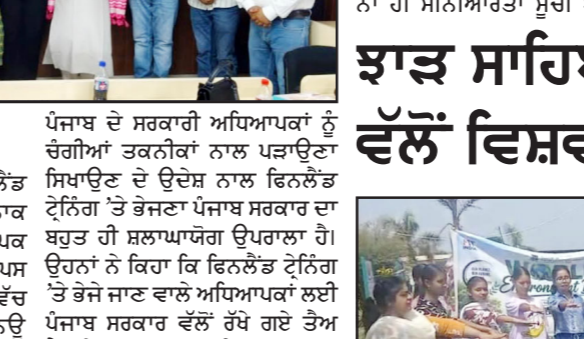 ਪੰਜਾਬ ਦੇ ਸਰਕਾਰੀ ਅਧਿਆਪਕਾਂ ਨੂੰ
ਚੰਗੀਆਂ ਤਕਨੀਕਾਂ ਨਾਲ ਪੜਾਉਣਾ
ਸਿਖਾਉਣ ਦੇ ਉਦੇਸ਼ ਨਾਲ ਫਿਨਲੈਂਡ
ਟ੍ਰੇਨਿੰਗ 'ਤੇ ਭੇਜਣਾ ਪੰਜਾਬ ਸਰਕਾਰ ਦਾ
ਬਹੁਤ ਹੀ ਸ਼ਲਾਘਾਯੋਗ ਉਪਰਾਲਾ ਹੈ।
ਉਹਨਾਂ ਨੇ ਕਿਹਾ ਕਿ ਫਿਨਲੈਂਡ ਟ੍ਰੇਨਿੰਗ
'ਤੇ ਭੇਜੇ ਜਾਣ ਵਾਲੇ ਅਧਿਆਪਕਾਂ ਲਈ
ਪੰਜਾਬ ਸਰਕਾਰ ਵੱਲੋਂ ਰੱਖੇ ਗਏ ਤੈਅ
ਨਾ ਹੀ ਸੀਨੀਆਰਤਾ ਸੂਚੀ
ਝਾੜ ਸਾਹਿਬ
ਵੱਲੋਂ ਵਿਸ਼ਵ